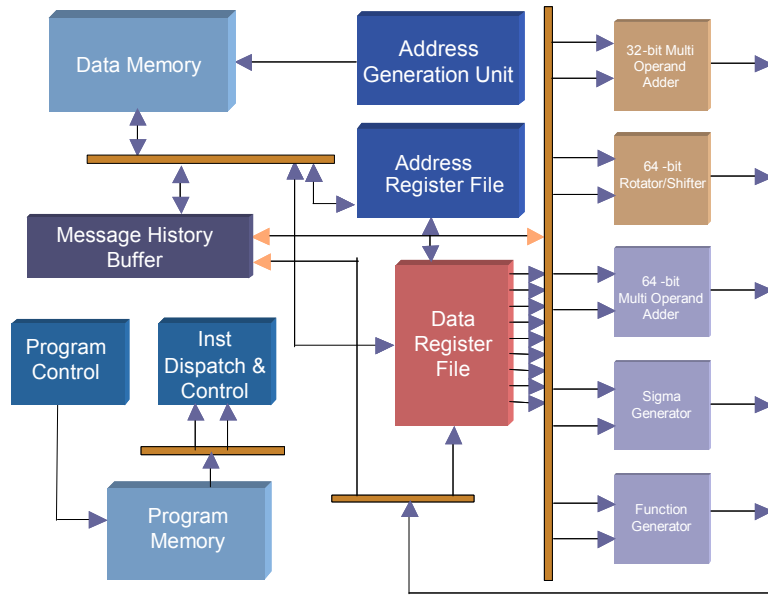 Data Memory
Address
Generation Unit
32-bit Multi
Operand
Adder
Address
Register File
64 -bit
Rotator/Shifter
Message History
Buffer
64 -bit
Multi Operand
Adder
Data
Register
File
Program
Control
Inst
Dispatch &
Control
Sigma
Generator
Program
Memory
Function
Generator